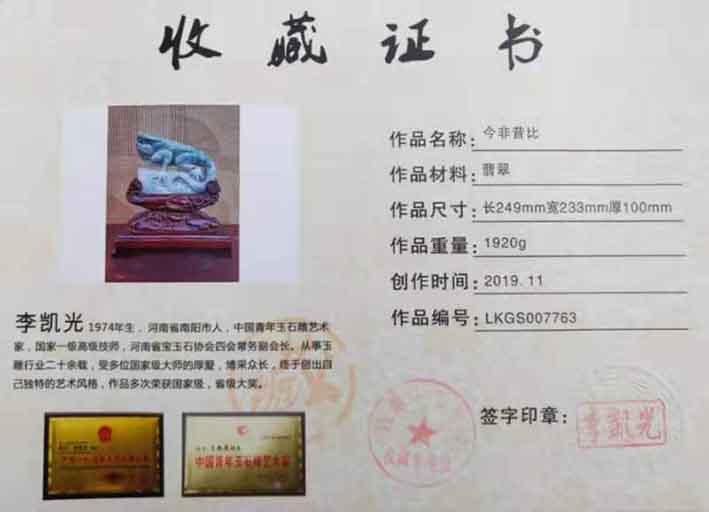 收藏证书
作品名称：今非昔比
作品材料：翡翠
作品尺寸：长249mm宽233mm厚100mm
作品重量：1920g
创作时间：2019.11
作品编号：LKGS007763
李凯光 1974年生，河南省南阳市人，中国青年玉石雕艺术
家，国家一级高级技师，河南省宝玉石协会四会常务副会长。从事玉
雕行业二十余载，受多位国家级大师的厚爱，博采众长，终于创出自
己独特的艺术风格，作品多次荣获国家级，省级大奖。
中国青年玉石雕艺术家
签字印章：
李凯光